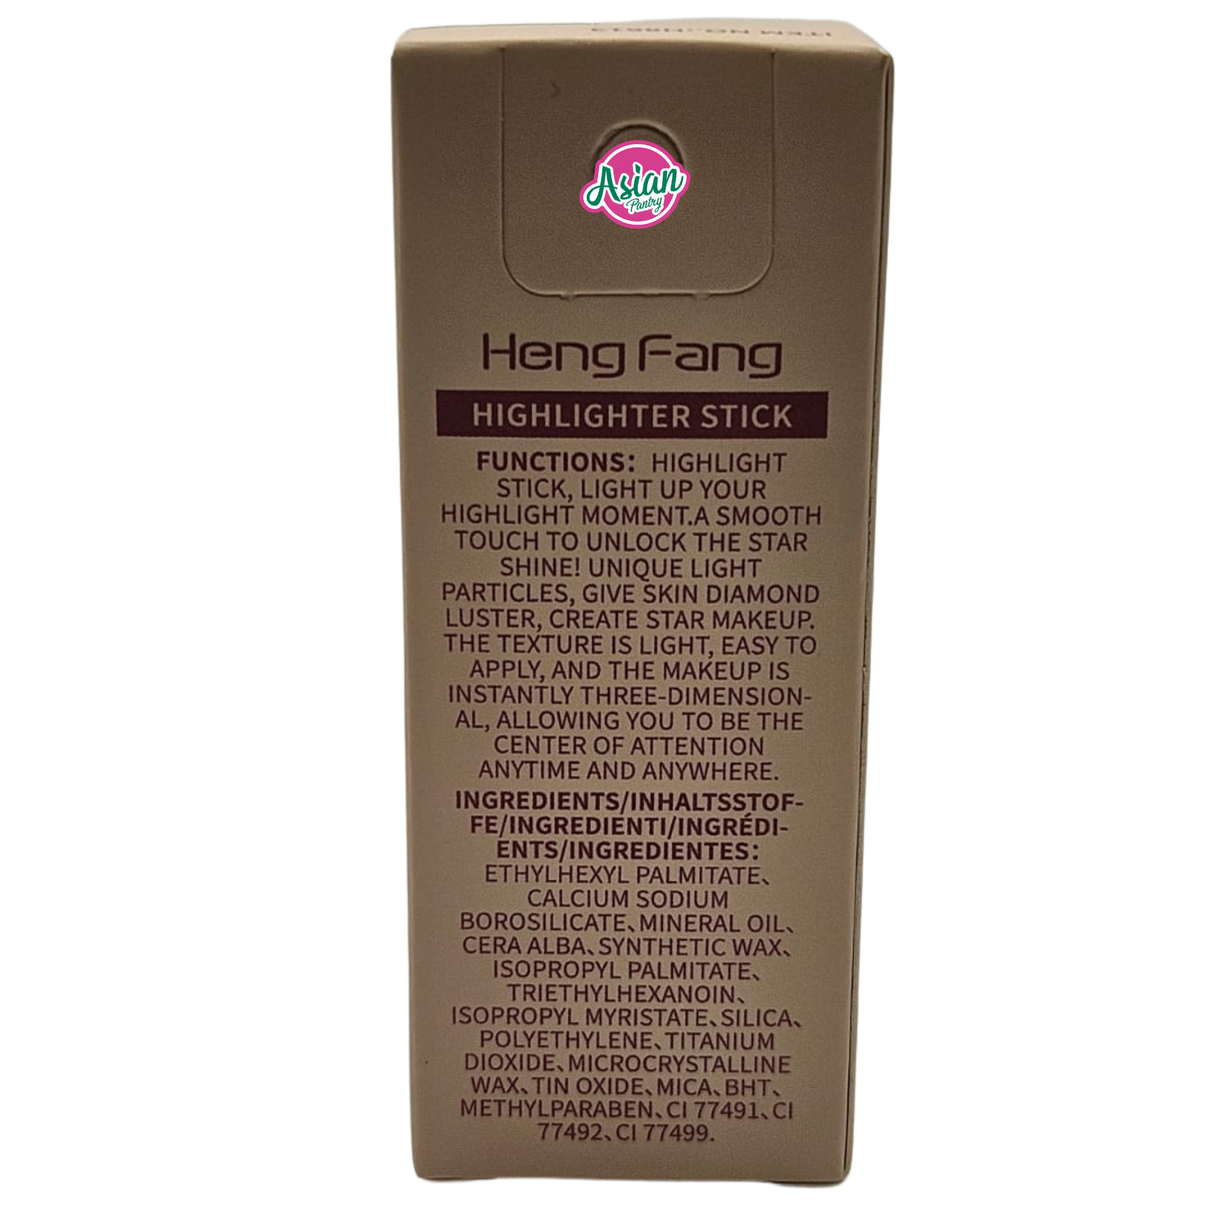 ITEM NO.:H8613
Asian
Pantry
Heng Fang
HIGHLIGHTER STICK
FUNCTIONS： HIGHLIGHT
STICK, LIGHT UP YOUR
HIGHLIGHT MOMENT.A SMOOTH
TOUCH TO UNLOCK THE STAR
SHINE! UNIQUE LIGHT
PARTICLES, GIVE SKIN DIAMOND
LUSTER, CREATE STAR MAKEUP.
THE TEXTURE IS LIGHT, EASY TO
APPLY, AND THE MAKEUP IS
INSTANTLY THREE-DIMENSION-
AL, ALLOWING YOU TO BE THE
CENTER OF ATTENTION
ANYTIME AND ANYWHERE.
INGREDIENTS/INHALTSSTOF-
FE/INGREDIENTI/INGRÉDI-
ENTS/INGREDIENTES：
ETHYLHEXYL PALMITATE、
CALCIUM SODIUM
BOROSILICATE、MINERAL OIL、
CERA ALBA、SYNTHETIC WAX、
ISOPROPYL PALMITATE、
TRIETHYLHEXANOIN、
ISOPROPYL MYRISTATE、SILICA、
POLYETHYLENE、TITANIUM
DIOXIDE、MICROCRYSTALLINE
WAX、TIN OXIDE、MICA、BHT、
METHYLPARABEN、CI 77491、CI
77492、CI 77499.